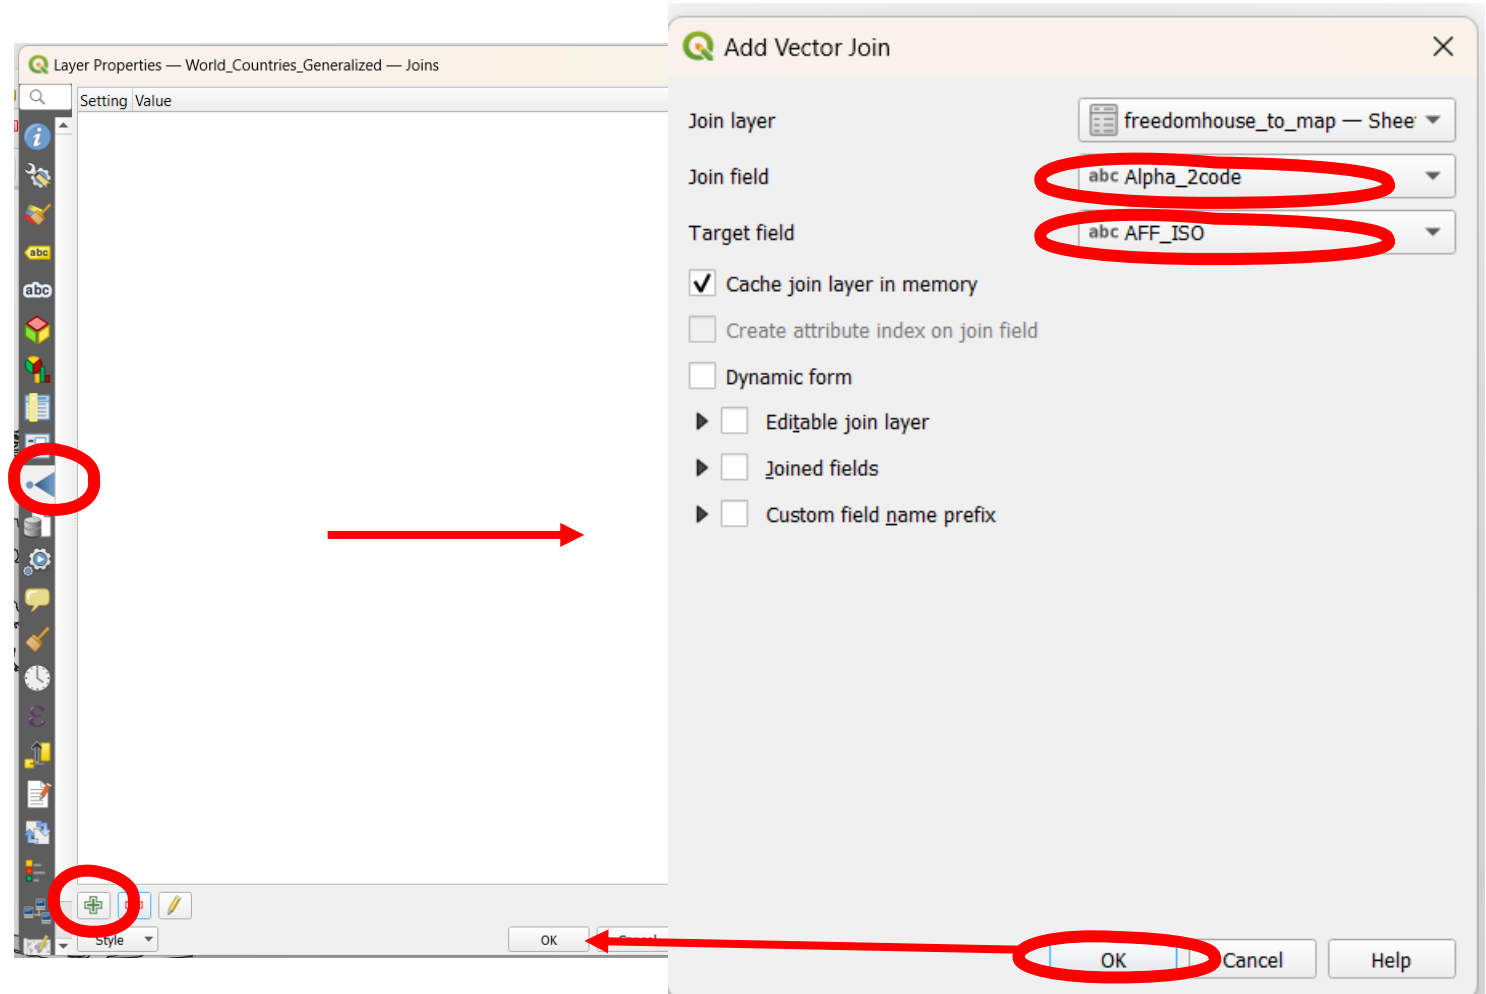 Layer Properties — World_Countries_Generalized — Joins
Setting Value
abc
abc
Style
OK
Cancel
Add Vector Join
Join layer
freedomhouse_to_map — Shee
Join field
abc Alpha_2code
Target field
abc AFF_ISO
Cache join layer in memory
Create attribute index on join field
Dynamic form
Editable join layer
Joined fields
Custom field name prefix
OK
Cancel
Help